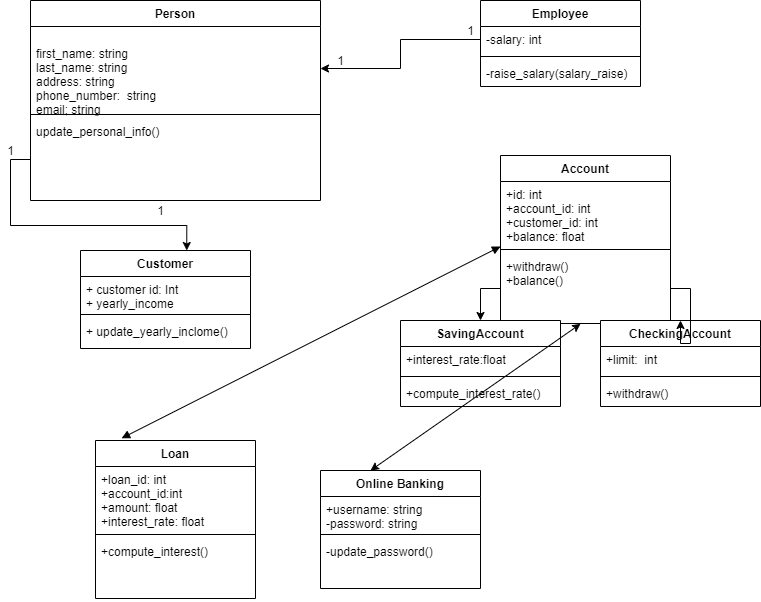 Person
first_name: string
last_name: string
address: string
phone_number:  string
email: string
update_personal_info()
Employee
-salary: int
-raise_salary(salary_raise)
1
1
1
1
Account
+id: int
+account_id: int
+customer_id: int
+balance: float
+withdraw()
+balance()
Customer
+ customer id: Int
+ yearly_income
+ update_yearly_inclome()
SavingAccount
+interest_rate:float
+compute_interest_rate()
CheckingAccount
+limit:  int
+withdraw()
Loan
+loan_id: int
+account_id:int
+amount: float
+interest_rate: float
+compute_interest()
Online Banking
+username: string
-password: string
-update_password()